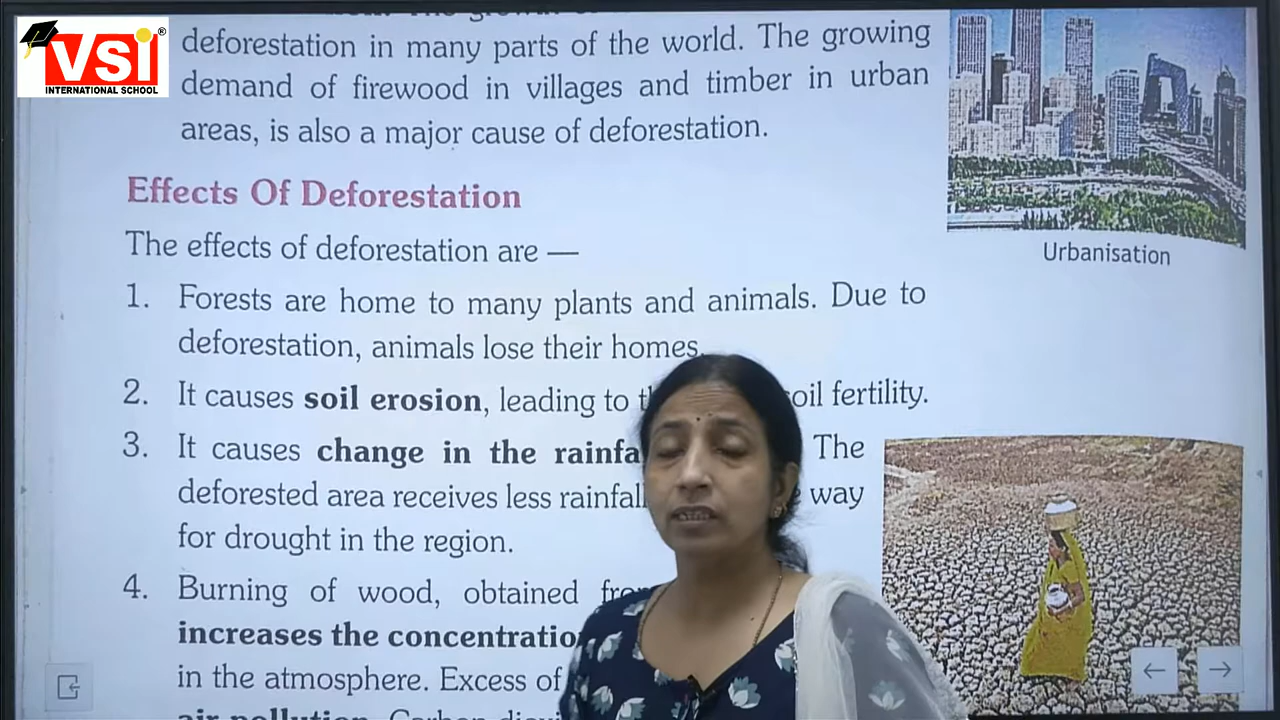 VSI
®
INTERNATIONAL SCHOOL
deforestation in many parts of the world. The growing
demand of firewood in villages and timber in urban
areas, is also a major cause of deforestation.
Urbanisation
Effects Of Deforestation
The effects of deforestation are —
1. Forests are home to many plants and animals. Due to
deforestation, animals lose their homes.
2. It causes soil erosion, leading to soil fertility.
3. It causes change in the The
deforested area receives less rainfall way
for drought in the region.
4. Burning of wood, obtained
increases the
in the atmosphere. Excess of
air pollution. Carbon